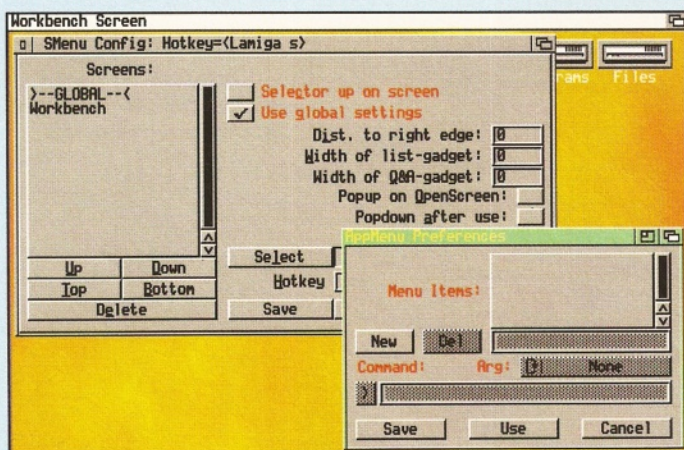 Workbench Screen
SMenu Config: Hotkey=<Lamiga s>
Files
Screens:
>--GLOBAL--<
Workbench
Selector up on screen
Use global settings
Dist. to right edge: 0
Width of list-gadget: 0
Width of Q&A-gadget: 0
Popup on OpenScreen:
Popdown after use:
Up Down
Top Bottom
Delete
Select
Hotkey
Save
AppMenu Preferences
Menu Items:
New Del
Command: Arg: None
Save Use Cancel